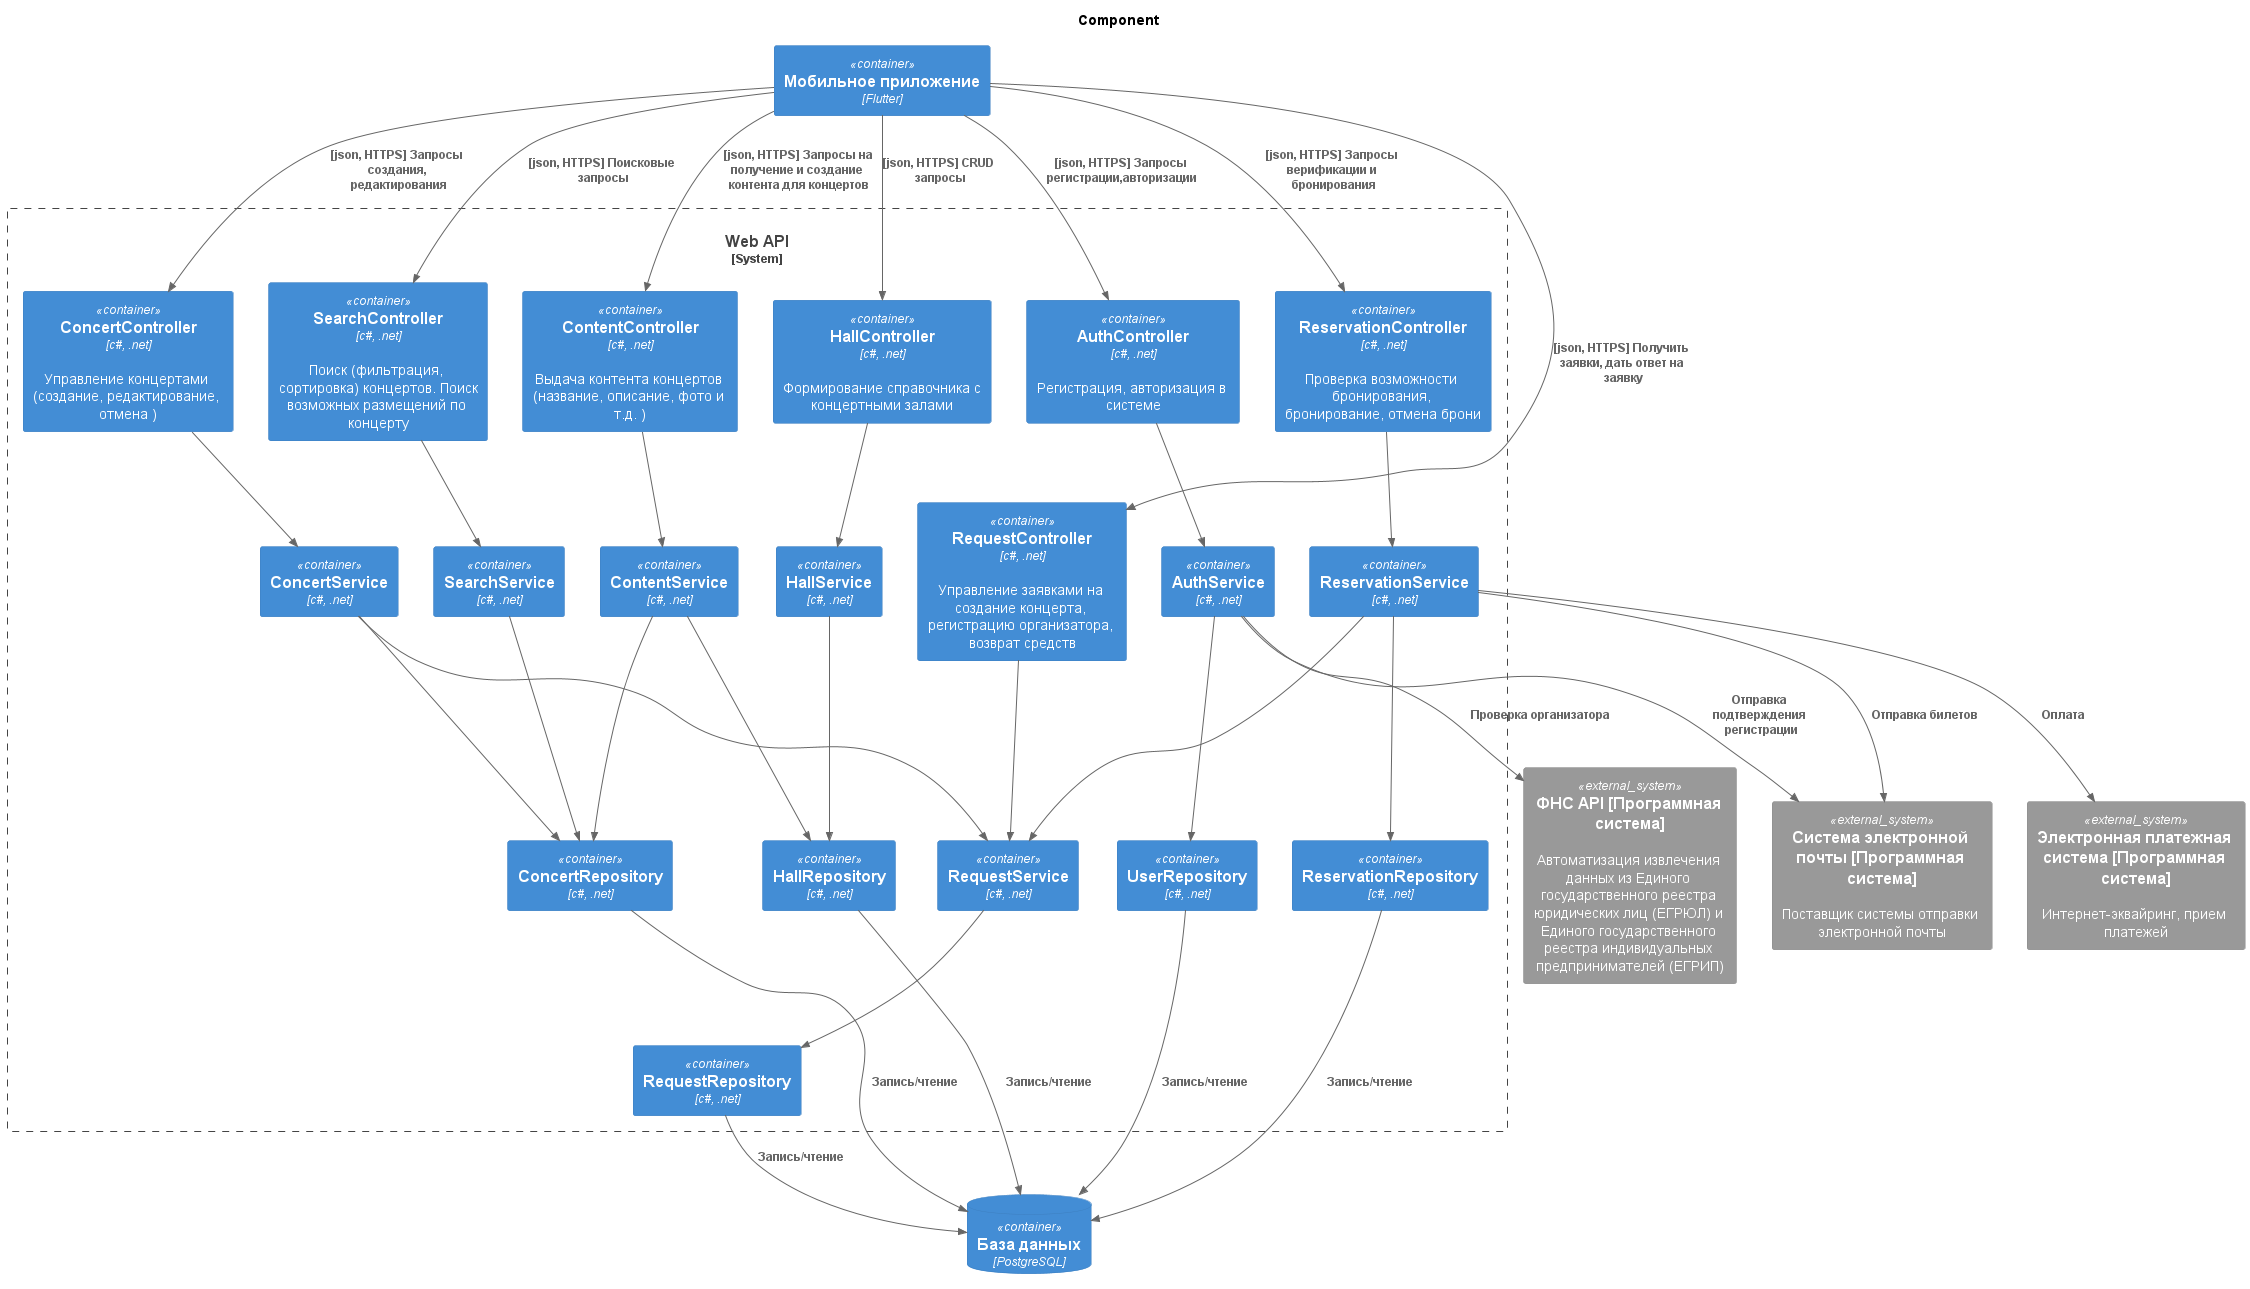 Component
«container»
Мобильное приложение
[Flutter]
[json, HTTPS] Запросы
создания,
редактирования
[json, HTTPS] Поисковые
запросы
[json, HTTPS] Запросы на
получение и создание
контента для концертов
[json, HTTPS] CRUD
запросы
[json, HTTPS] Запросы
регистрации,авторизации
[json, HTTPS] Запросы
верификации и
бронирования
[json, HTTPS] Получить
заявки, дать ответ на
заявку
Web API
[System]
«container»
ConcertController
[c#, .net]
Управление концертами
(создание, редактирование,
отмена )
«container»
SearchController
[c#, .net]
Поиск (фильтрация,
сортировка) концертов. Поиск
возможных размещений по
концерту
«container»
ContentController
[c#, .net]
Выдача контента концертов
(название, описание, фото и
т.д. )
«container»
HallController
[c#, .net]
Формирование справочника с
концертными залами
«container»
AuthController
[c#, .net]
Регистрация, авторизация в
системе
«container»
ReservationController
[c#, .net]
Проверка возможности
бронирования,
бронирование, отмена брони
«container»
ConcertService
[c#, .net]
«container»
SearchService
[c#, .net]
«container»
ContentService
[c#, .net]
«container»
HallService
[c#, .net]
«container»
RequestController
[c#, .net]
Управление заявками на
создание концерта,
регистрацию организатора,
возврат средств
«container»
AuthService
[c#, .net]
«container»
ReservationService
[c#, .net]
Проверка организатора
Отправка
подтверждения
регистрации
Отправка билетов
Оплата
«container»
ConcertRepository
[c#, .net]
«container»
HallRepository
[c#, .net]
«container»
RequestService
[c#, .net]
«container»
UserRepository
[c#, .net]
«container»
ReservationRepository
[c#, .net]
«external_system»
ФНС API [Программная
система]
Автоматизация извлечения
данных из Единого
государственного реестра
юридических лиц (ЕГРЮЛ) и
Единого государственного
реестра индивидуальных
предпринимателей (ЕГРИП)
«external_system»
Система электронной
почты [Программная
система]
Поставщик системы отправки
электронной почты
«external_system»
Электронная платежная
система [Программная
система]
Интернет-эквайринг, прием
платежей
«container»
RequestRepository
[c#, .net]
Запись/чтение
Запись/чтение
Запись/чтение
Запись/чтение
Запись/чтение
«container»
База данных
[PostgreSQL]